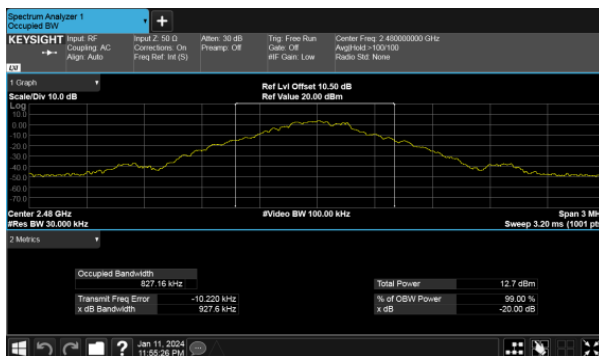 Spectrum Analyzer 1
Occupied BW
KEYSIGHT
Input: RF
Coupling: AC
Align: Auto
Input Z: 50 Ω
Corrections: On
Freq Ref: Int (S)
Atten: 30 dB
Preamp: Off
Trig: Free Run
Gate: Off
#IF Gain: Low
Center Freq: 2.480000000 GHz
Avg|Hold:>100/100
Radio Std: None
LXI
1 Graph
Scale/Div 10.0 dB
Ref Lvl Offset 10.50 dB
Ref Value 20.00 dBm
Log
10.0
0.00
-10.0
-20.0
-30.0
-40.0
-50.0
-60.0
-70.0
Center 2.48 GHz
#Video BW 100.00 kHz
Span 3 MH
#Res BW 30.000 kHz
Sweep 3.20 ms (1001 pts
2 Metrics
Occupied Bandwidth
827.16 kHz
Total Power 12.7 dBm
Transmit Freq Error -10.220 kHz
% of OBW Power 99.00 %
x dB Bandwidth 927.6 kHz
x dB -20.00 dB
Jan 11, 2024
11:55:26 PM